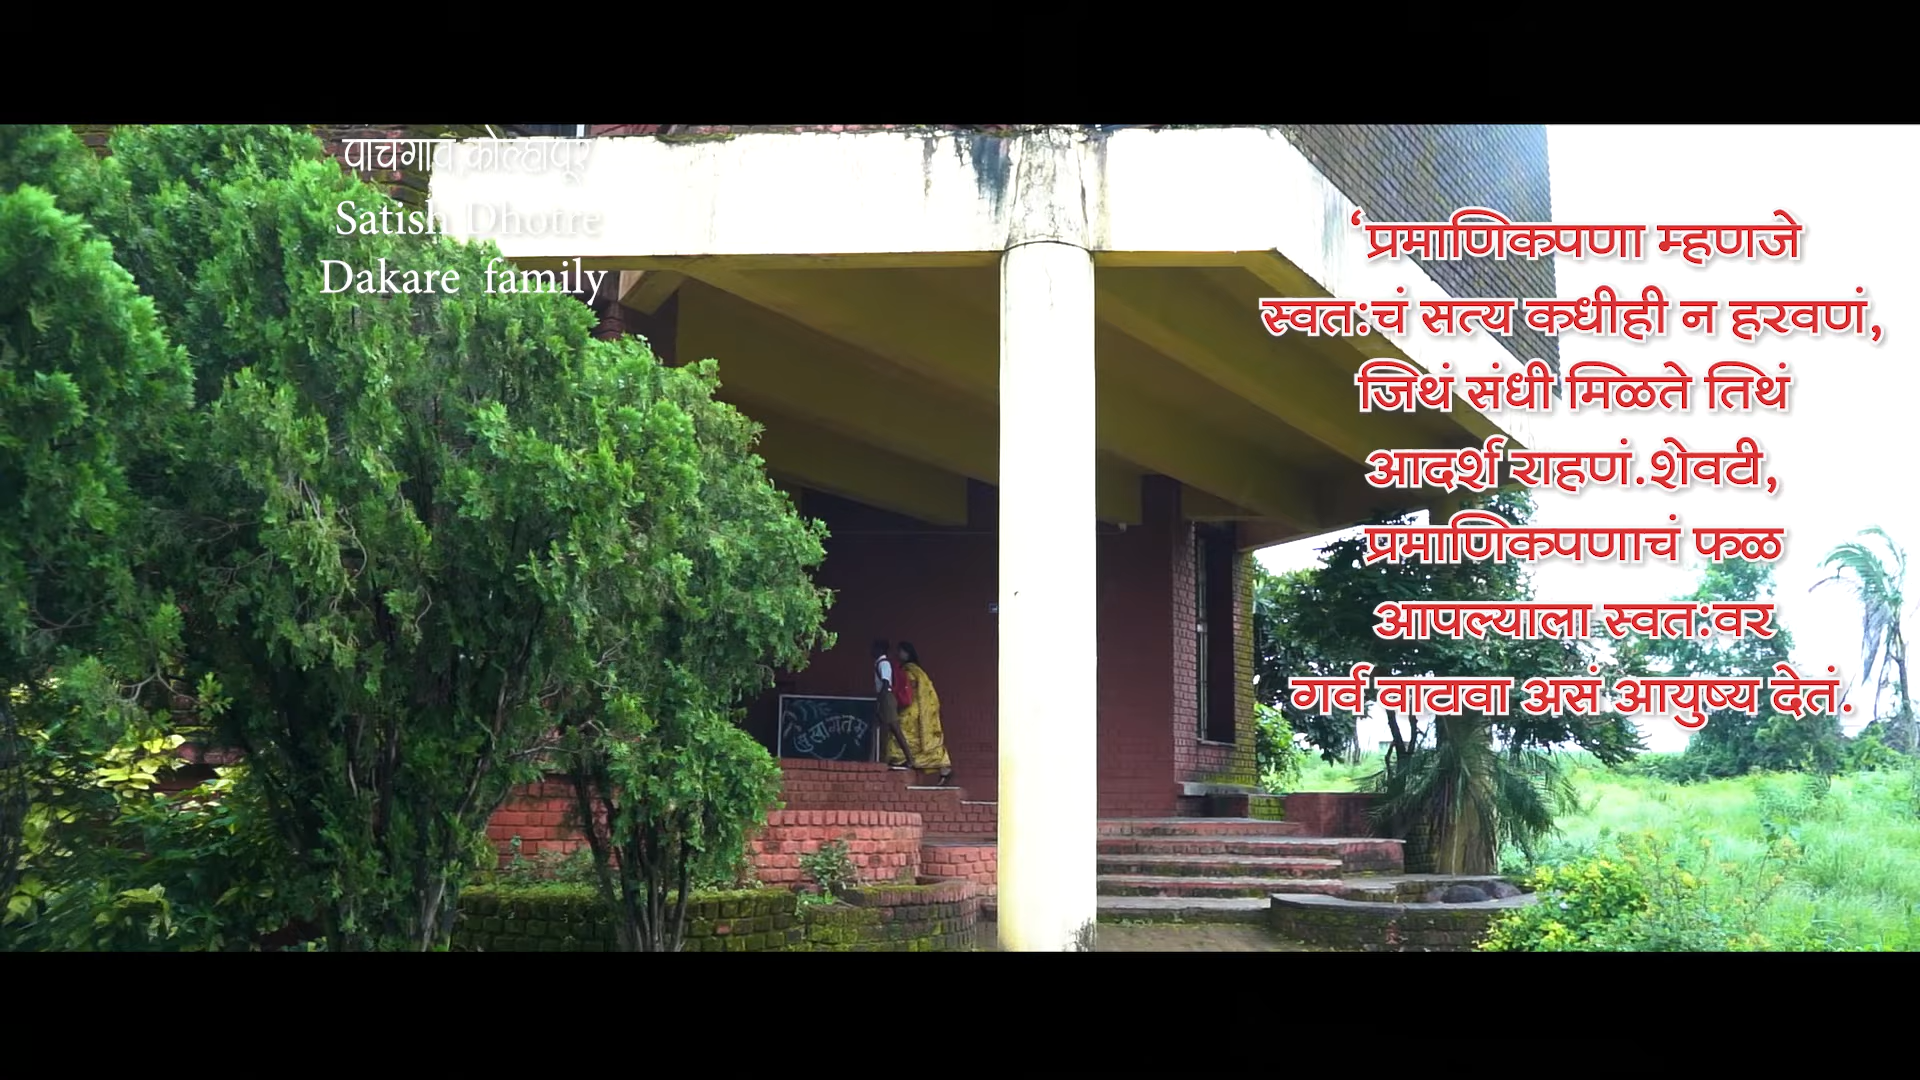 पाचगाव कोल्हापूर
Satish Dhotre
Dakare family
‘प्रमाणिकपणा म्हणजे
स्वत:चं सत्य कधीही न हरवणं,
जिथं संधी मिळते तिथं
आदर्श राहणं.शेवटी,
प्रमाणिकपणाचं फळ
आपल्याला स्वत:वर
गर्व वाटावा असं आयुष्य देतं.
सुस्वागतम्